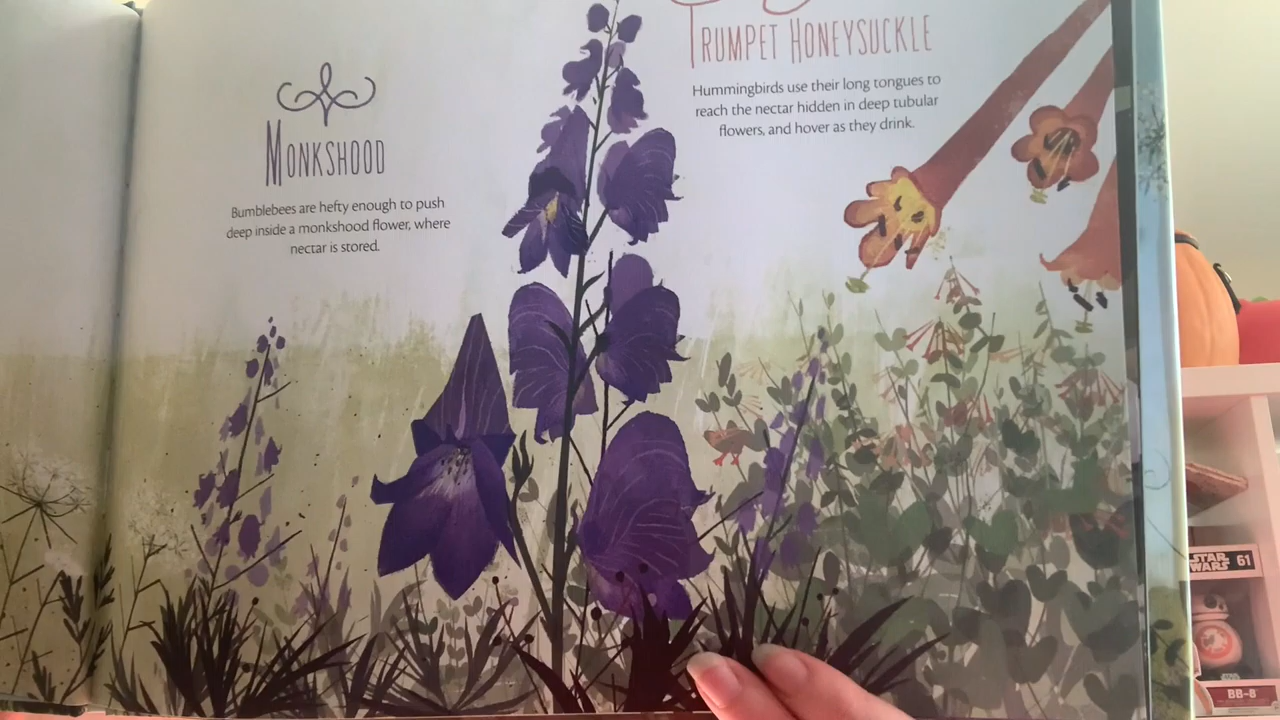 MONKSHOOD
Bumblebees are hefty enough to push
deep inside a monkshood flower, where
nectar is stored.
TRUMPET HONEYSUCKLE
Hummingbirds use their long tongues to
reach the nectar hidden in deep tubular
flowers, and hover as they drink.
STAR
WARS 61
BB-8